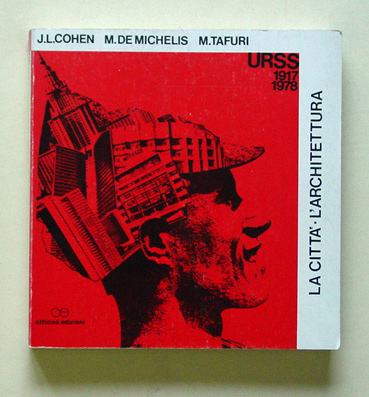 J.L.COHEN M.DE MICHELIS M.TAFURI
URSS
1917
1978
LA CITTA'·L'ARCHITETTURA
officina edizioni